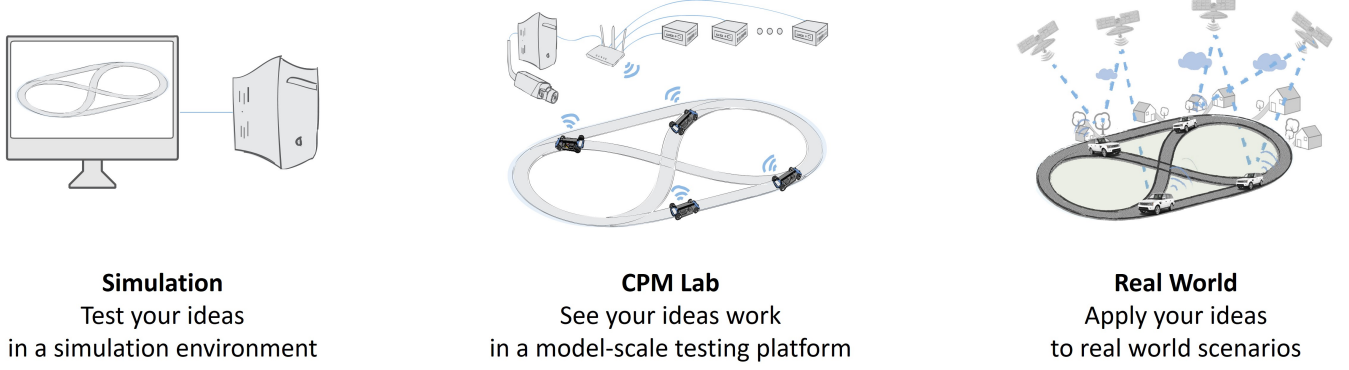 Simulation
Test your ideas
in a simulation environment
CPM Lab
See your ideas work
in a model-scale testing platform
Real World
Apply your ideas
to real world scenarios